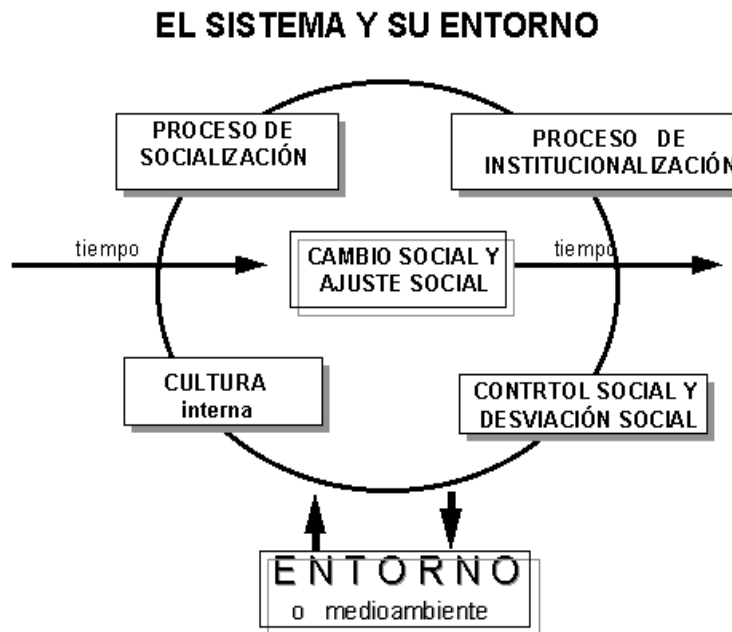 EL SISTEMA Y SU ENTORNO
PROCESO DE
SOCIALIZACIÓN
PROCESO DE
INSTITUCIONALIZACIÓN
tiempo
CAMBIO SOCIAL Y
AJUSTE SOCIAL
tiempo
CULTURA
interna
CONTRTOL SOCIAL Y
DESVIACIÓN SOCIAL
ENTORNO
o medioambiente